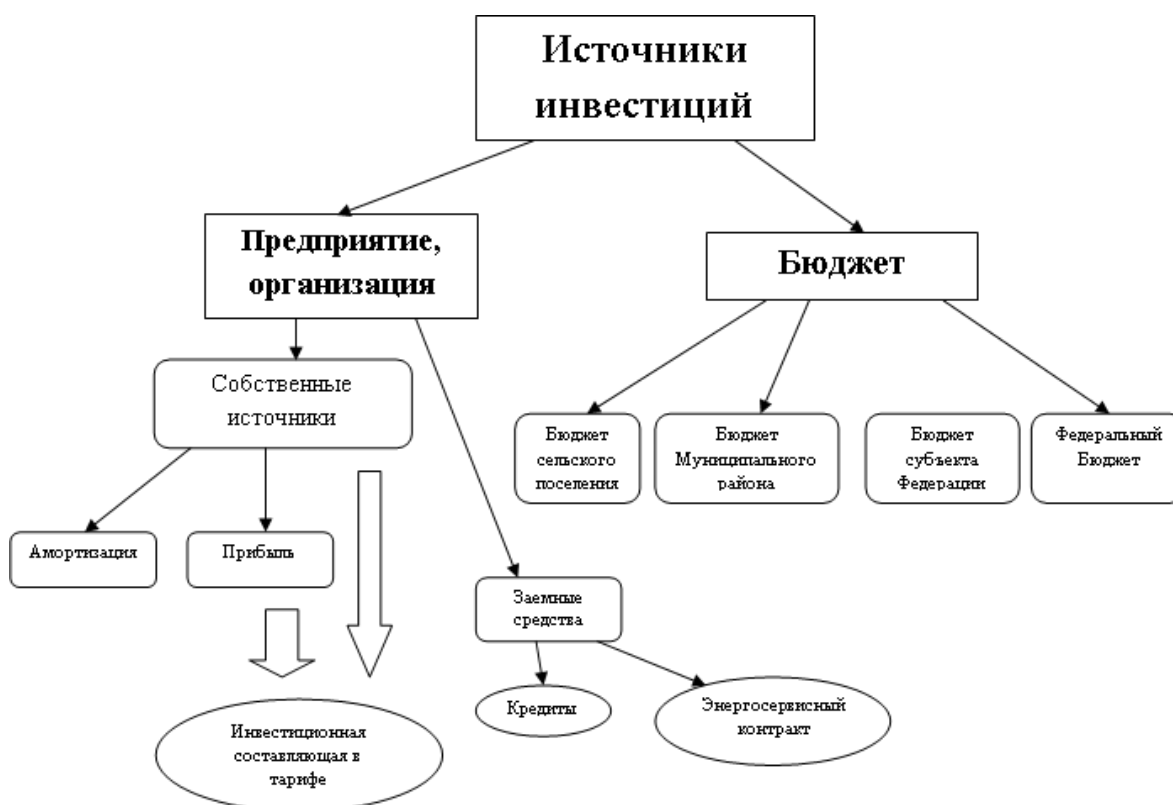 Источники
инвестиций
Предприятие,
организация
Бюджет
Собственные
источники
Бюджет
сельского
поселения
Бюджет
Муниципального
района
Бюджет
субъекта
Федерации
Федеральный
Бюджет
Амортизация
Прибыль
Заемные
средства
Кредиты
Энергосервисный
контракт
Инвестиционная
составляющая в
тарифе